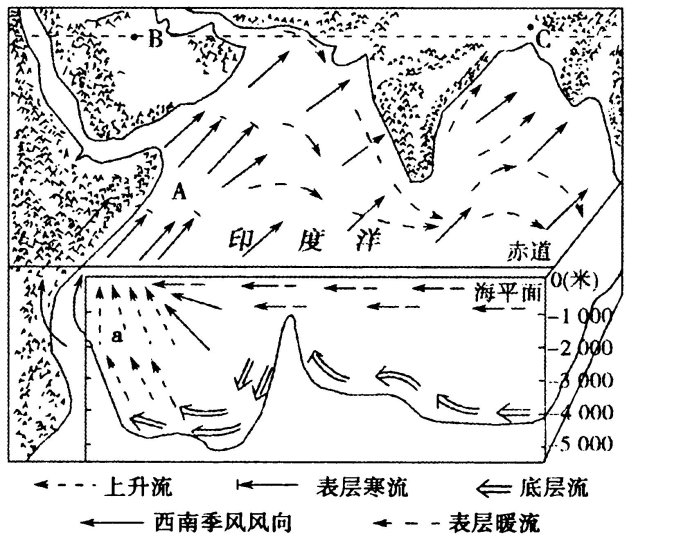 B
C
A
印 度 洋
赤道
0(米)
海平面
1 000
a
2 000
3 000
4 000
5 000
上升流 表层寒流 底层流
西南季风风向 表层暖流